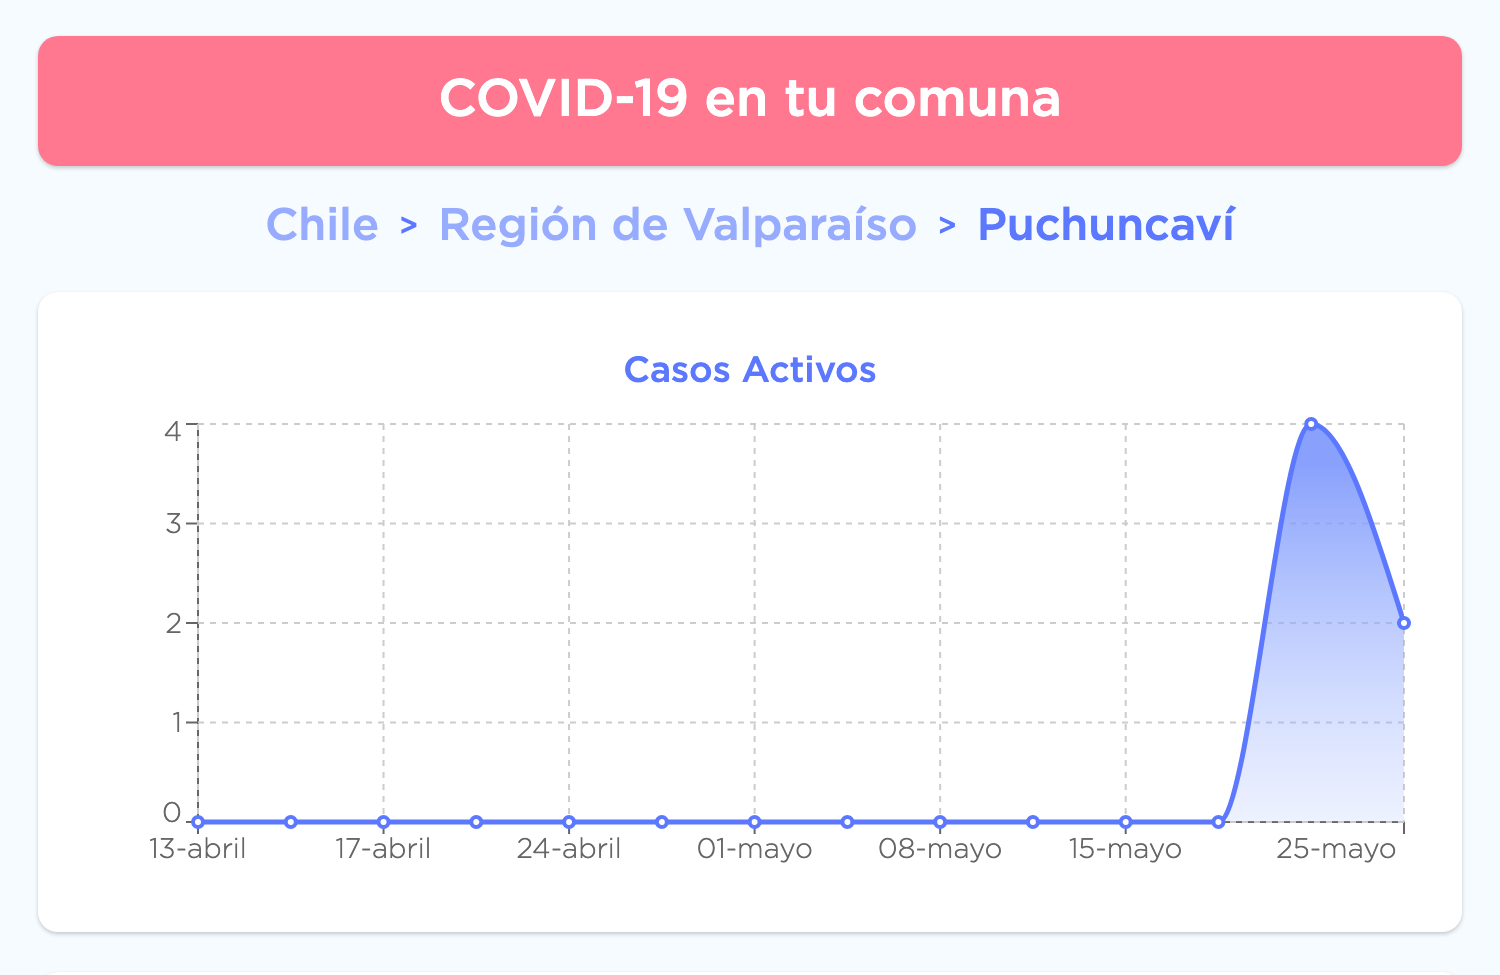 COVID-19 en tu comuna
Chile > Región de Valparaíso > Puchuncaví
Casos Activos
4
3
2
1
0
13-abril 17-abril 24-abril 01-mayo 08-mayo 15-mayo 25-mayo